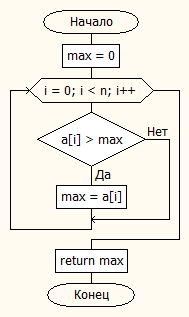 Начало
max = 0
i = 0; i < n; i++
a[i] > max
Нет
Да
max = a[i]
return max
Конец